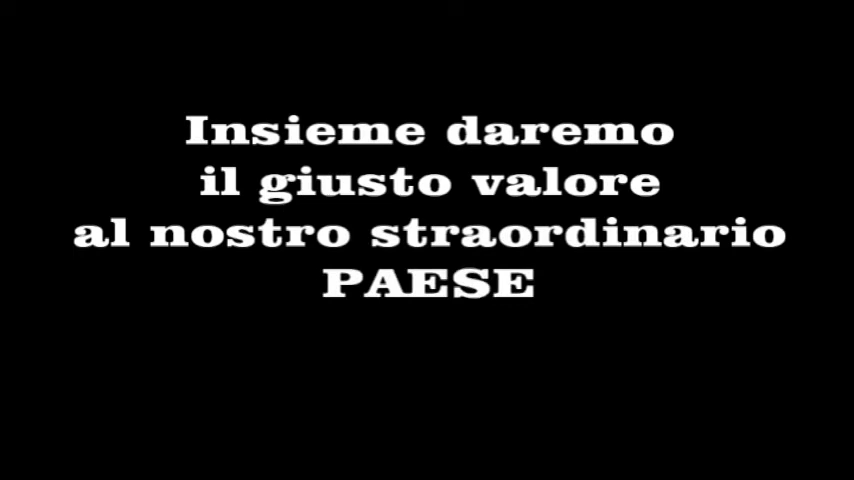 Insieme daremo
il giusto valore
al nostro straordinario
PAESE